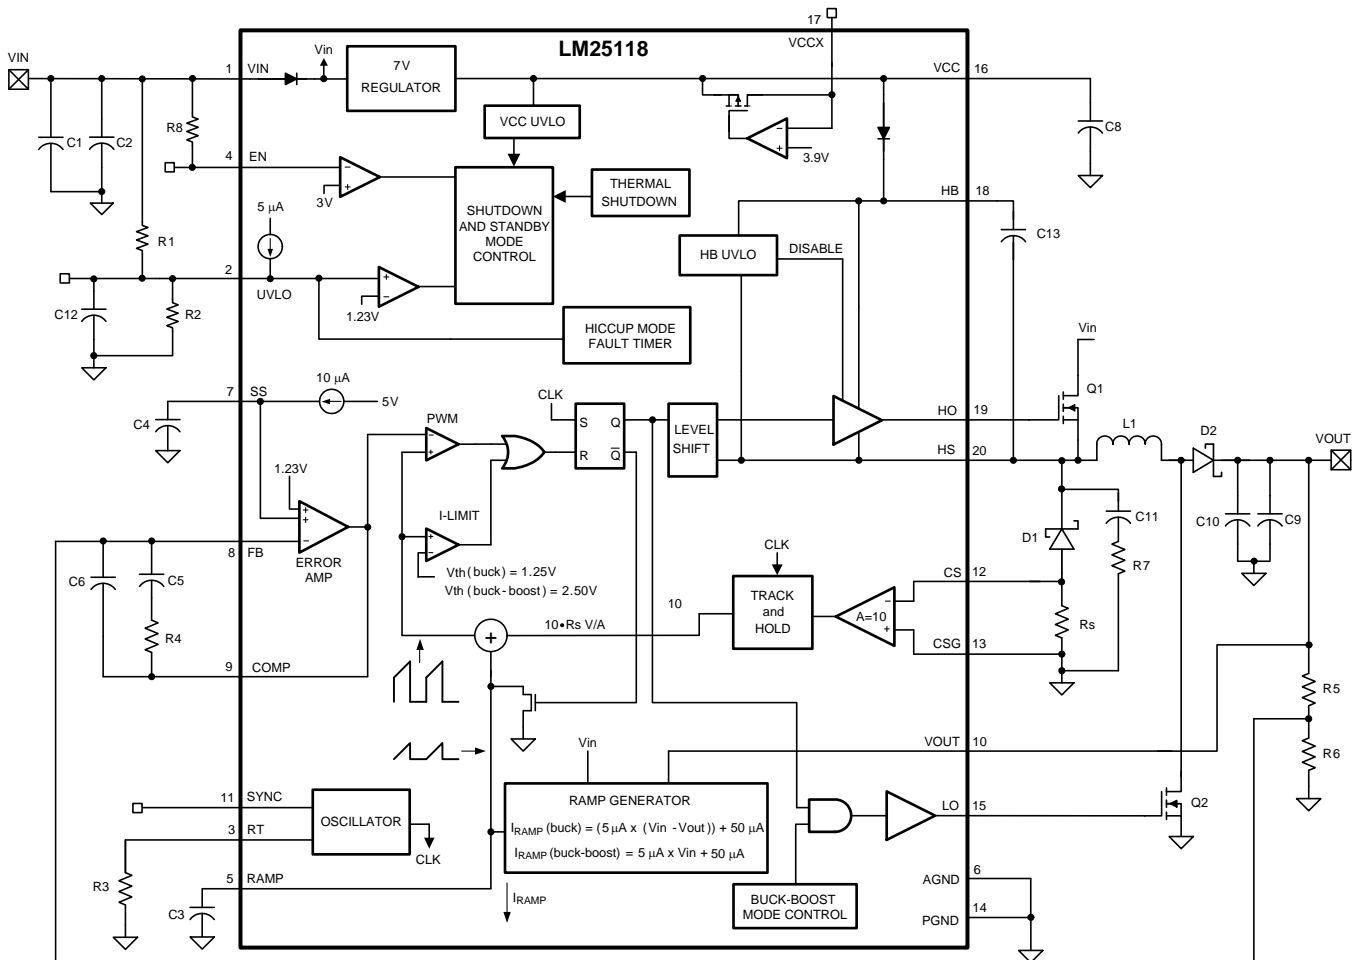 17
VCCX
LM25118
VIN
1
VIN
Vin
7V
REGULATOR
VCC
16
C1
C2
R8
VCC UVLO
3.9V
C8
4
EN
3V
SHUTDOWN
AND STANDBY
MODE
CONTROL
THERMAL
SHUTDOWN
HB
18
5 µA
R1
HB UVLO
DISABLE
C13
2
UVLO
1.23V
C12
R2
HICCUP MODE
FAULT TIMER
Vin
Q1
7
SS
10 µA
5V
C4
PWM
CLK
S
Q
R
Q̅
LEVEL
SHIFT
HO
19
HS
20
L1
D2
VOUT
1.23V
I-LIMIT
C11
C10
C9
D1
R7
8
FB
ERROR
AMP
Vth (buck) = 1.25V
Vth (buck-boost) = 2.50V
CLK
C6
C5
R4
10
TRACK
and
HOLD
A=10
CS
12
Rs
10•Rs V/A
CSG
13
9
COMP
R5
R6
Vin
VOUT
10
11
SYNC
OSCILLATOR
3
RT
CLK
RAMP GENERATOR
IRAMP (buck) = (5 µA x (Vin - Vout)) + 50 µA
IRAMP (buck-boost) = 5 µA x Vin + 50 µA
LO
15
Q2
R3
5
RAMP
C3
IRAMP
BUCK-BOOST
MODE CONTROL
AGND
6
PGND
14